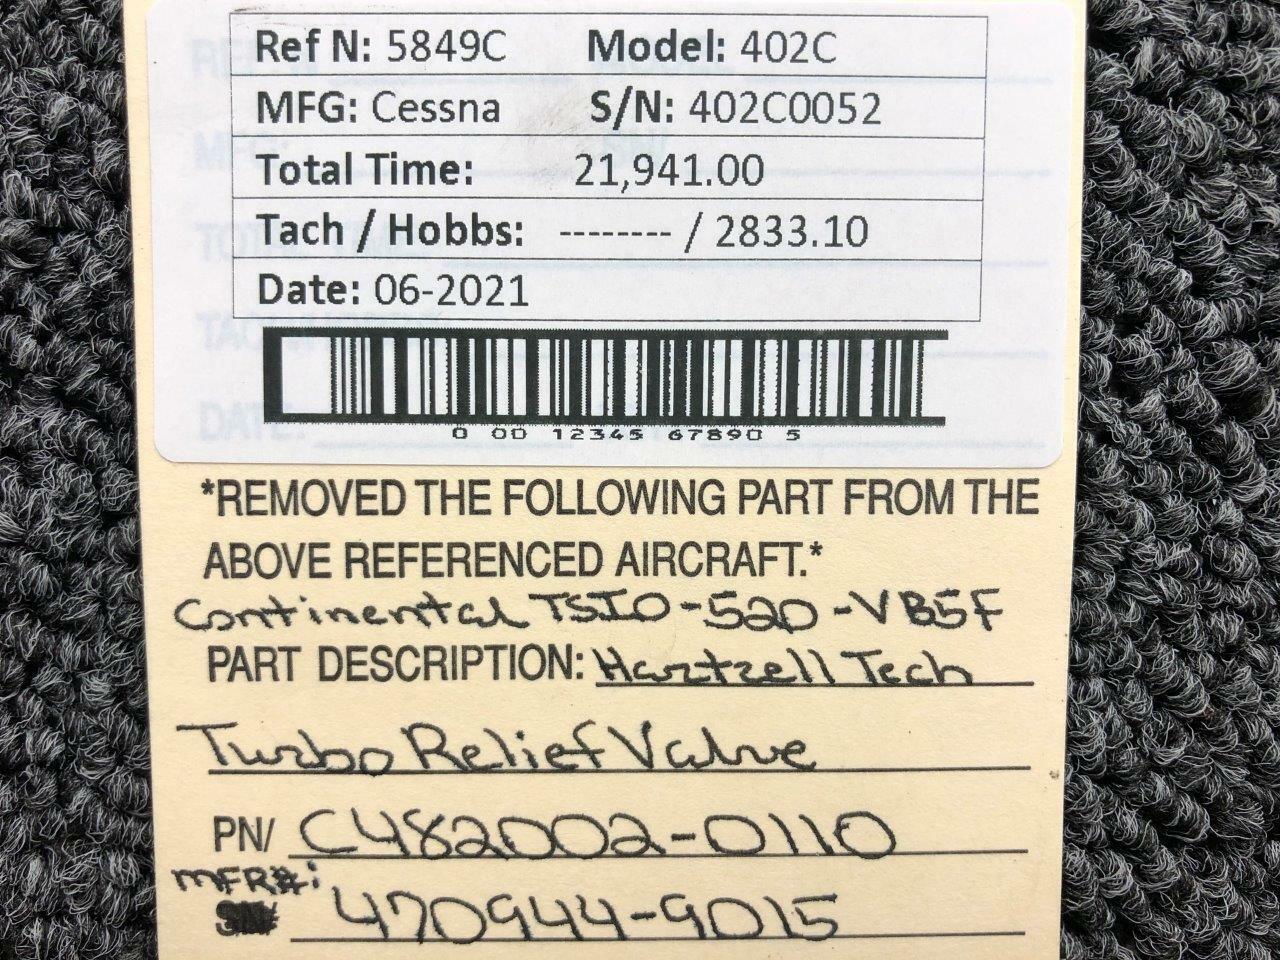 Ref N: 5849C Model: 402C
MFG: Cessna S/N: 402C0052
Total Time: 21,941.00
Tach / Hobbs: -------- / 2833.10
Date: 06-2021
0 00 12345 67890 5
*REMOVED THE FOLLOWING PART FROM THE
ABOVE REFERENCED AIRCRAFT.*
Continental TSIO-520-VB5F
PART DESCRIPTION: Hartzell Tech
Turbo Relief Valve
PN/ C482002-0110
MFR#:
470944-9015